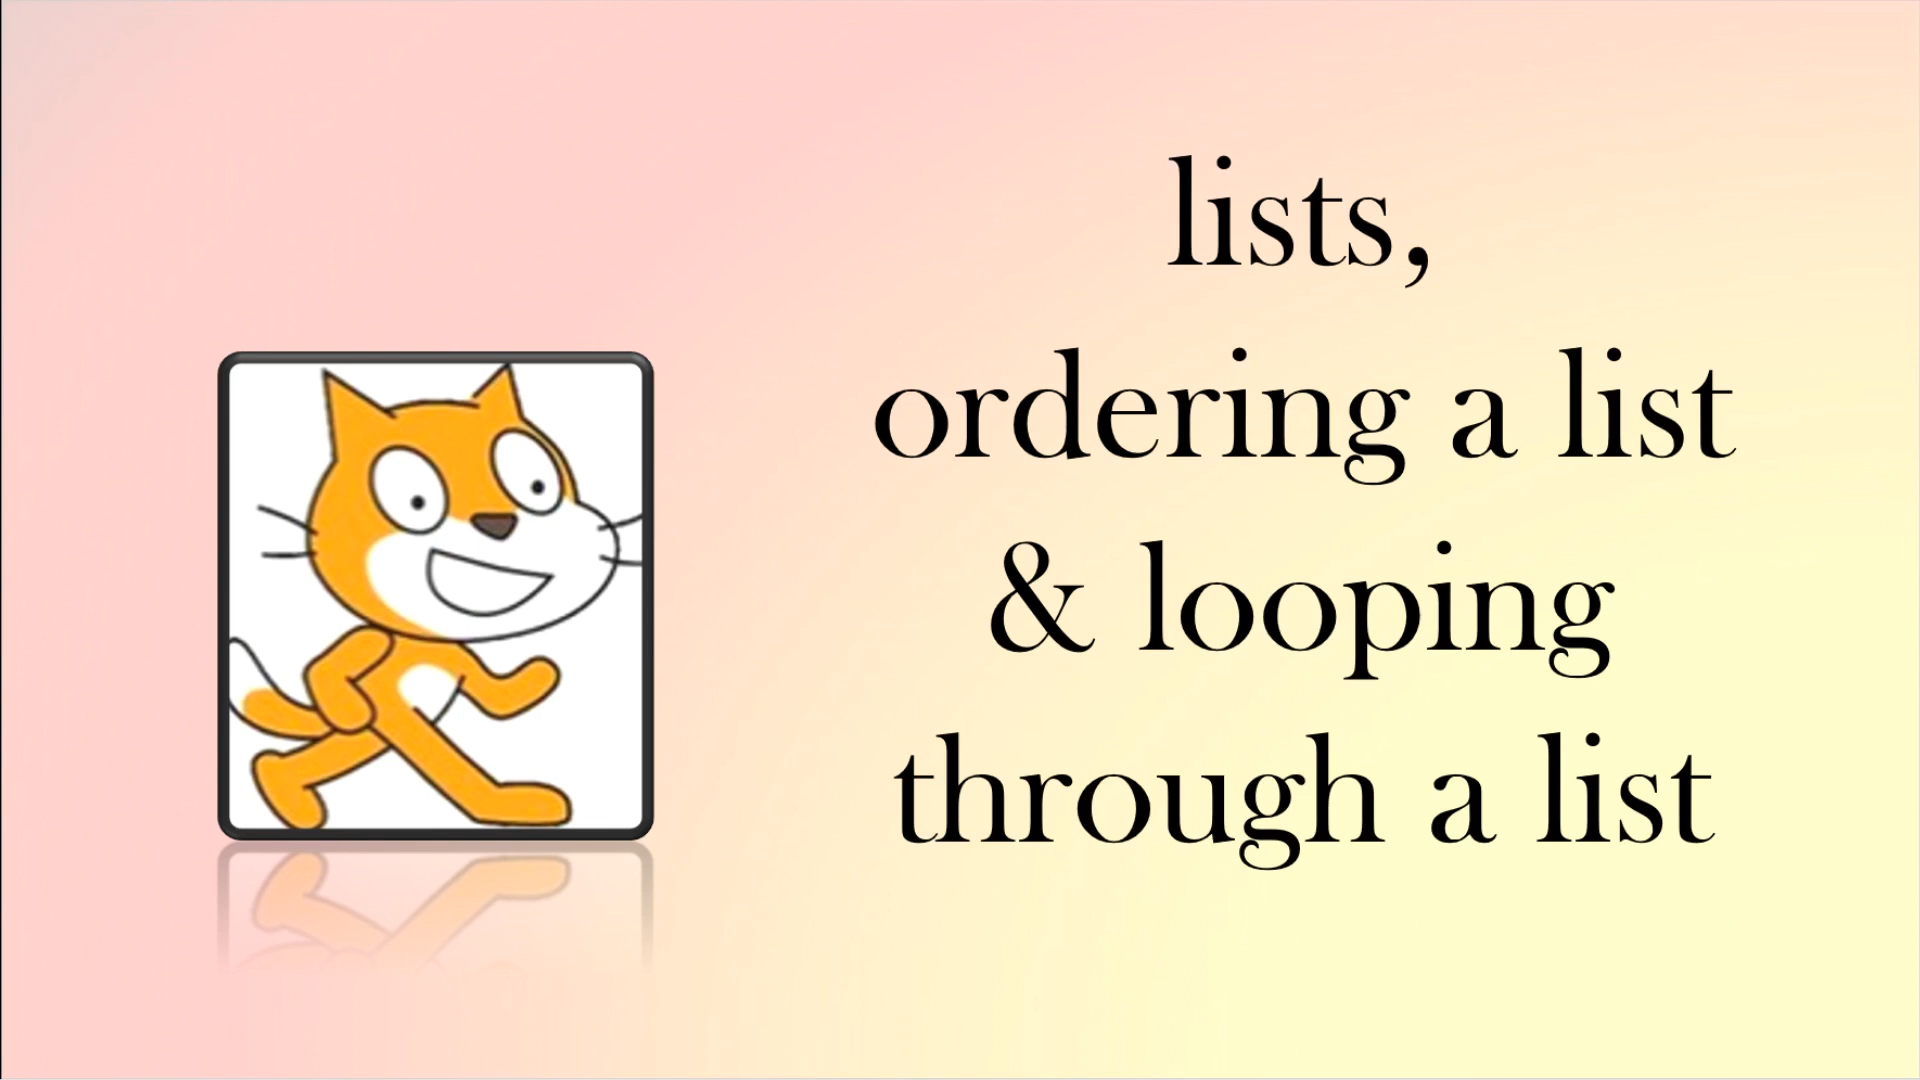 lists,
ordering a list
& looping
through a list